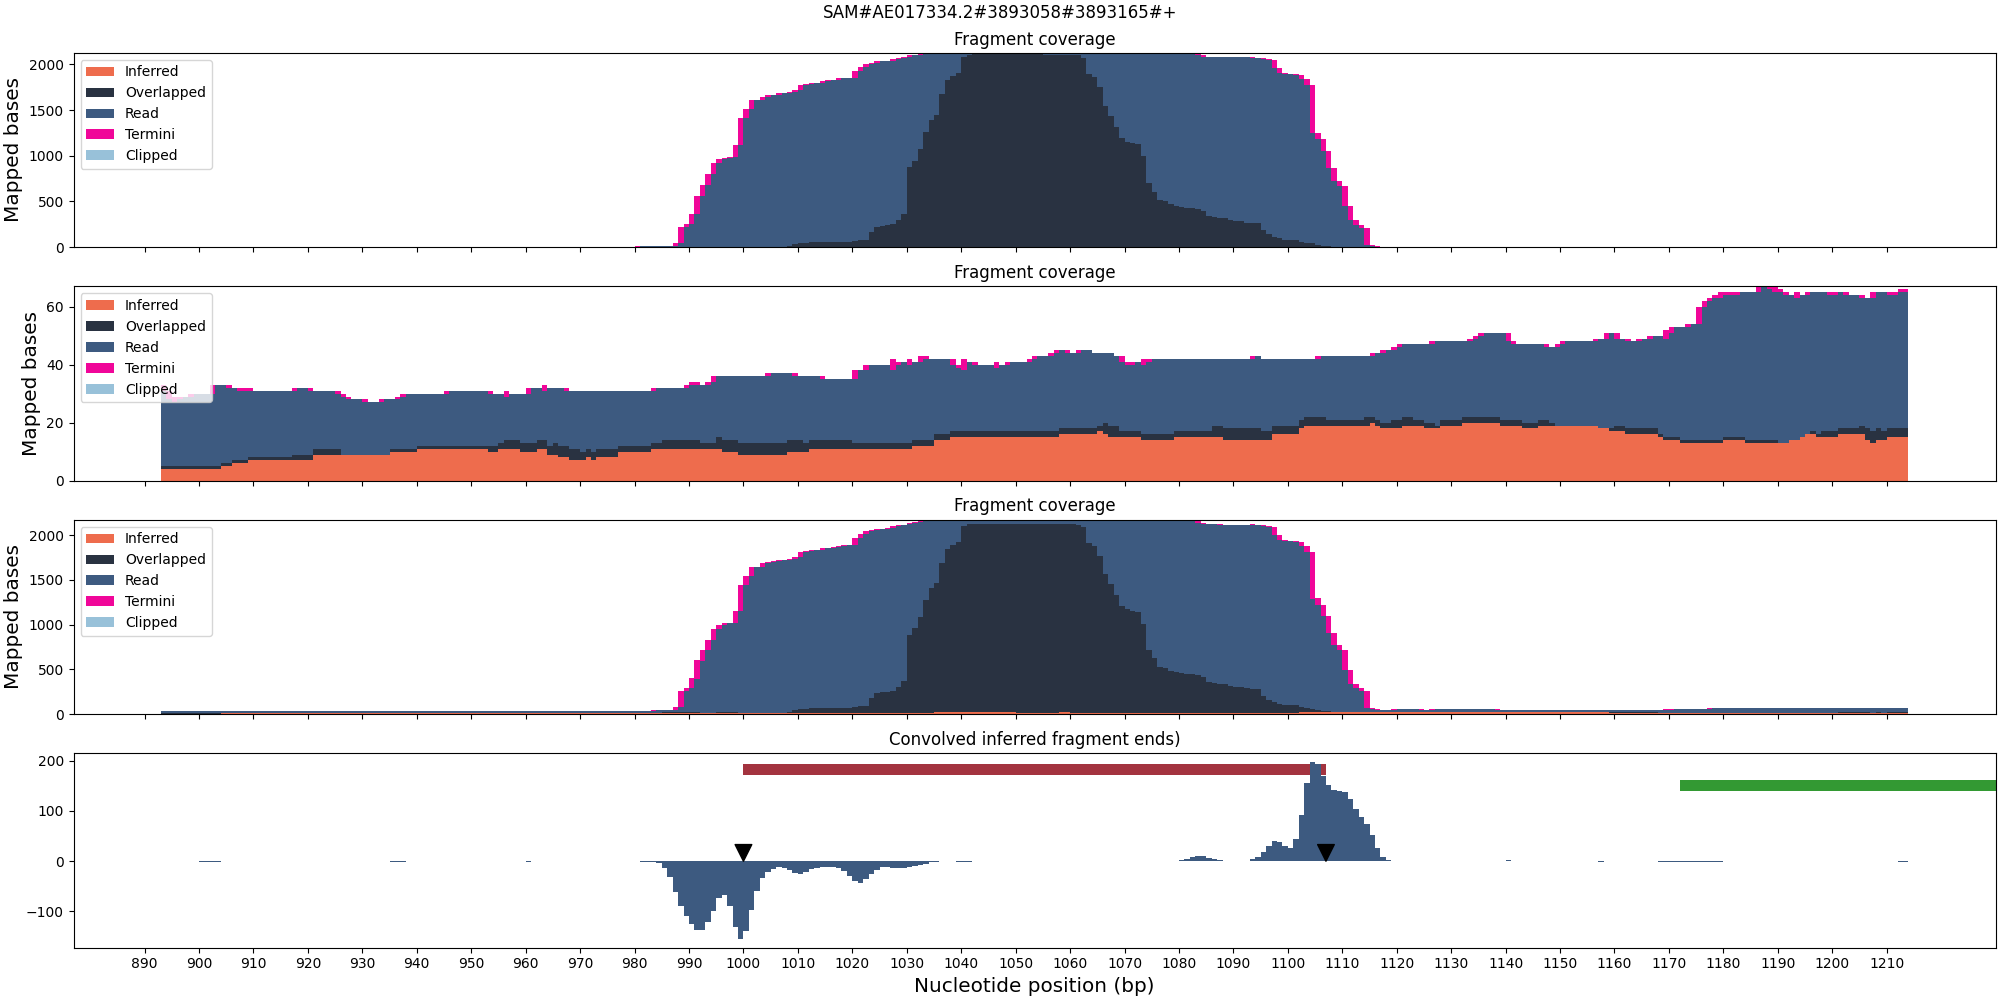 SAM#AE017334.2#3893058#3893165#+
Fragment coverage
Mapped bases
2000
1500
1000
500
0
Inferred
Overlapped
Read
Termini
Clipped
Fragment coverage
Mapped bases
60
40
20
0
Inferred
Overlapped
Read
Termini
Clipped
Fragment coverage
Mapped bases
2000
1500
1000
500
0
Inferred
Overlapped
Read
Termini
Clipped
Convolved inferred fragment ends)
200
100
0
−100
890 900 910 920 930 940 950 960 970 980 990 1000 1010 1020 1030 1040 1050 1060 1070 1080 1090 1100 1110 1120 1130 1140 1150 1160 1170 1180 1190 1200 1210
Nucleotide position (bp)